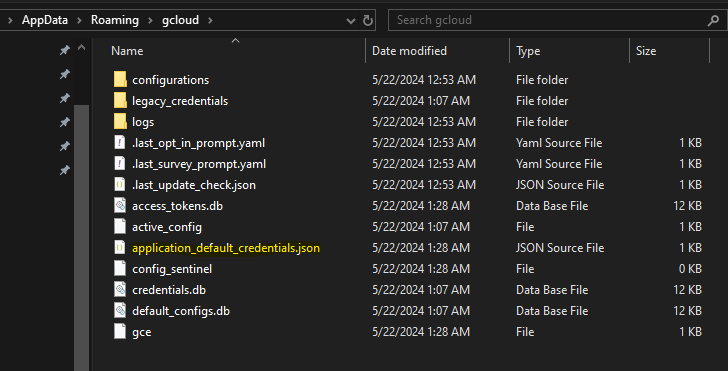 AppData > Roaming > gcloud Search gcloud
Name Date modified Type Size
configurations 5/22/2024 12:53 AM File folder
legacy_credentials 5/22/2024 1:07 AM File folder
logs 5/22/2024 12:53 AM File folder
.last_opt_in_prompt.yaml 5/22/2024 12:53 AM Yaml Source File 1 KB
.last_survey_prompt.yaml 5/22/2024 12:53 AM Yaml Source File 1 KB
.last_update_check.json 5/22/2024 12:53 AM JSON Source File 1 KB
access_tokens.db 5/22/2024 1:28 AM Data Base File 12 KB
active_config 5/22/2024 1:07 AM File 1 KB
application_default_credentials.json 5/22/2024 1:28 AM JSON Source File 1 KB
config_sentinel 5/22/2024 1:28 AM File 0 KB
credentials.db 5/22/2024 1:07 AM Data Base File 12 KB
default_configs.db 5/22/2024 1:07 AM Data Base File 12 KB
gce 5/22/2024 1:28 AM File 1 KB